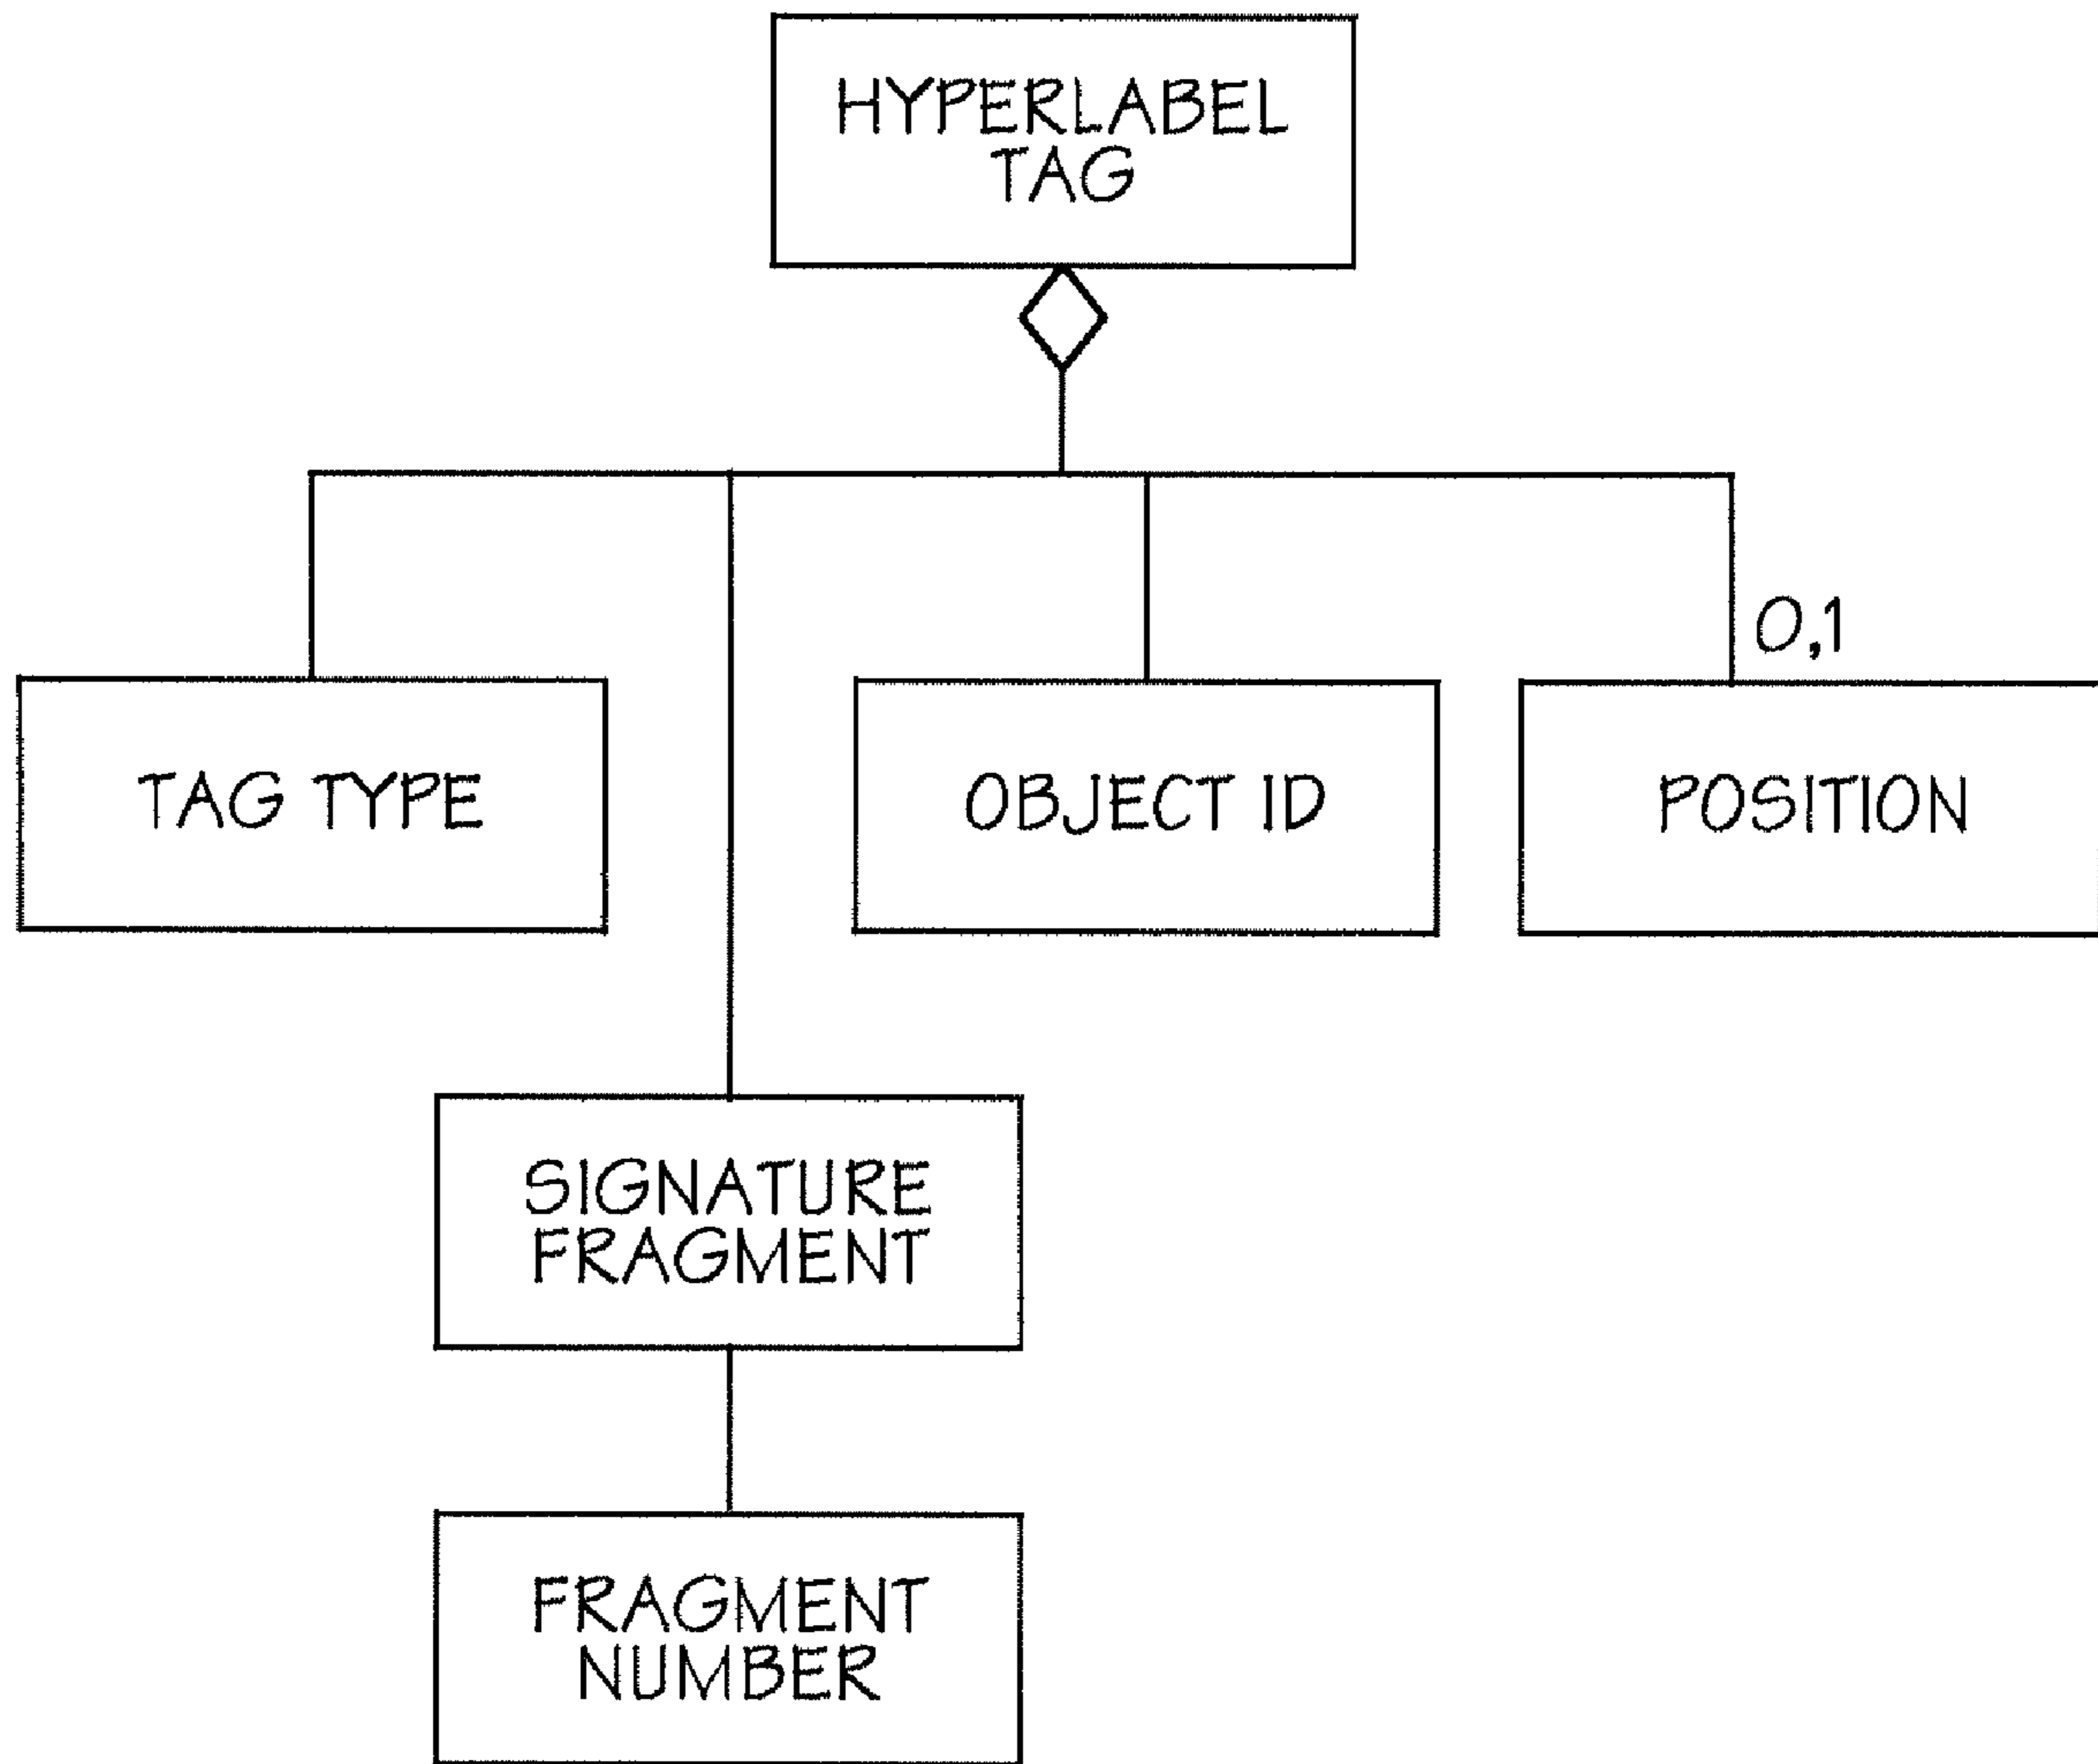 HYPERLABEL
TAG
0,1
TAG TYPE
OBJECT ID
POSITION
SIGNATURE
FRAGMENT
FRAGMENT
NUMBER